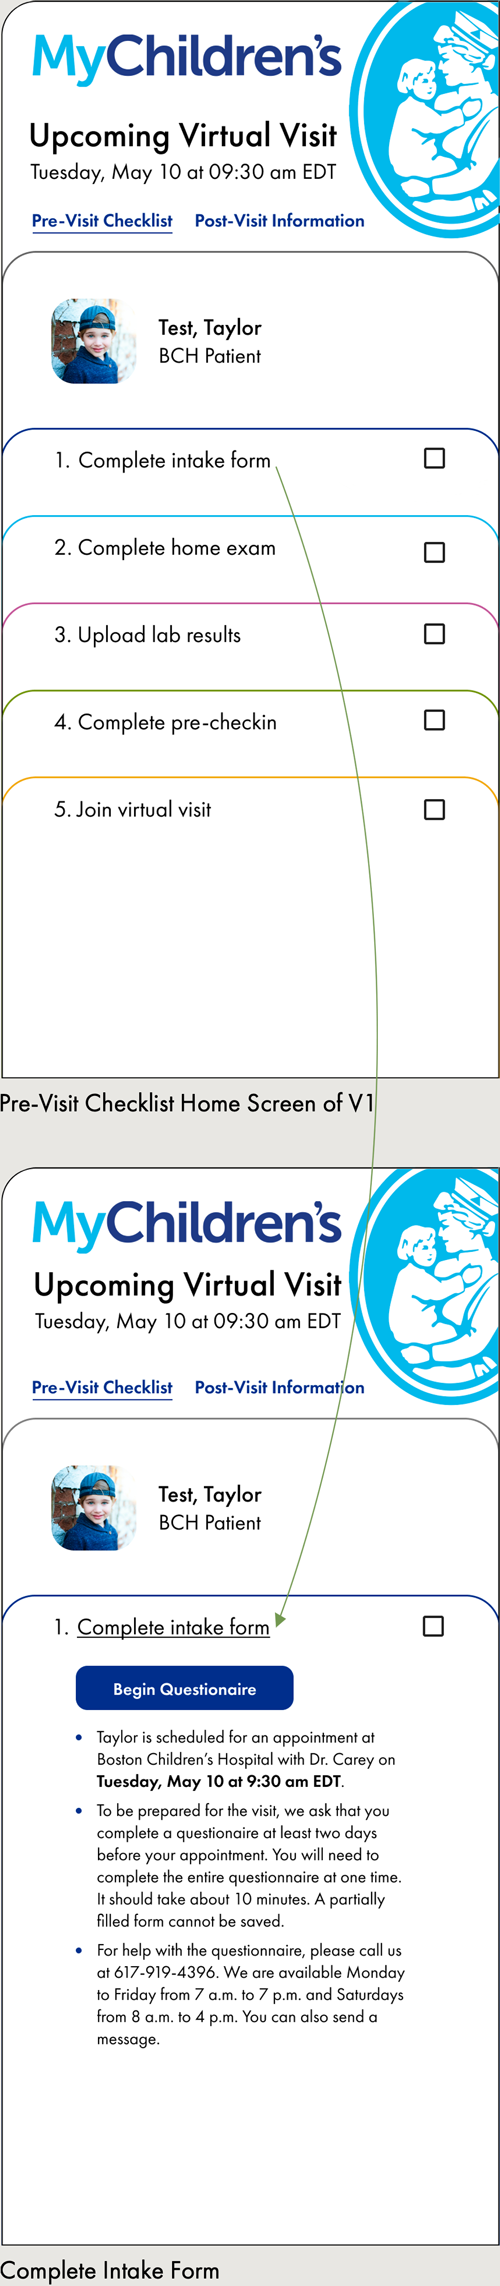 MyChildren's
Upcoming Virtual Visit
Tuesday, May 10 at 09:30 am EDT
Pre-Visit Checklist Post-Visit Information
Test, Taylor
BCH Patient
1. Complete intake form
2. Complete home exam
3. Upload lab results
4. Complete pre-checkin
5. Join virtual visit
Pre-Visit Checklist Home Screen of V1
MyChildren's
Upcoming Virtual Visit
Tuesday, May 10 at 09:30 am EDT
Pre-Visit Checklist Post-Visit Information
Test, Taylor
BCH Patient
1. Complete intake form
Begin Questionaire
• Taylor is scheduled for an appointment at
Boston Children's Hospital with Dr. Carey on
Tuesday, May 10 at 9:30 am EDT.
• To be prepared for the visit, we ask that you
complete a questionaire at least two days
before your appointment. You will need to
complete the entire questionnaire at one time.
It should take about 10 minutes. A partially
filled form cannot be saved.
• For help with the questionnaire, please call us
at 617-919-4396. We are available Monday
to Friday from 7 a.m. to 7 p.m. and Saturdays
from 8 a.m. to 4 p.m. You can also send a
message.
Complete Intake Form